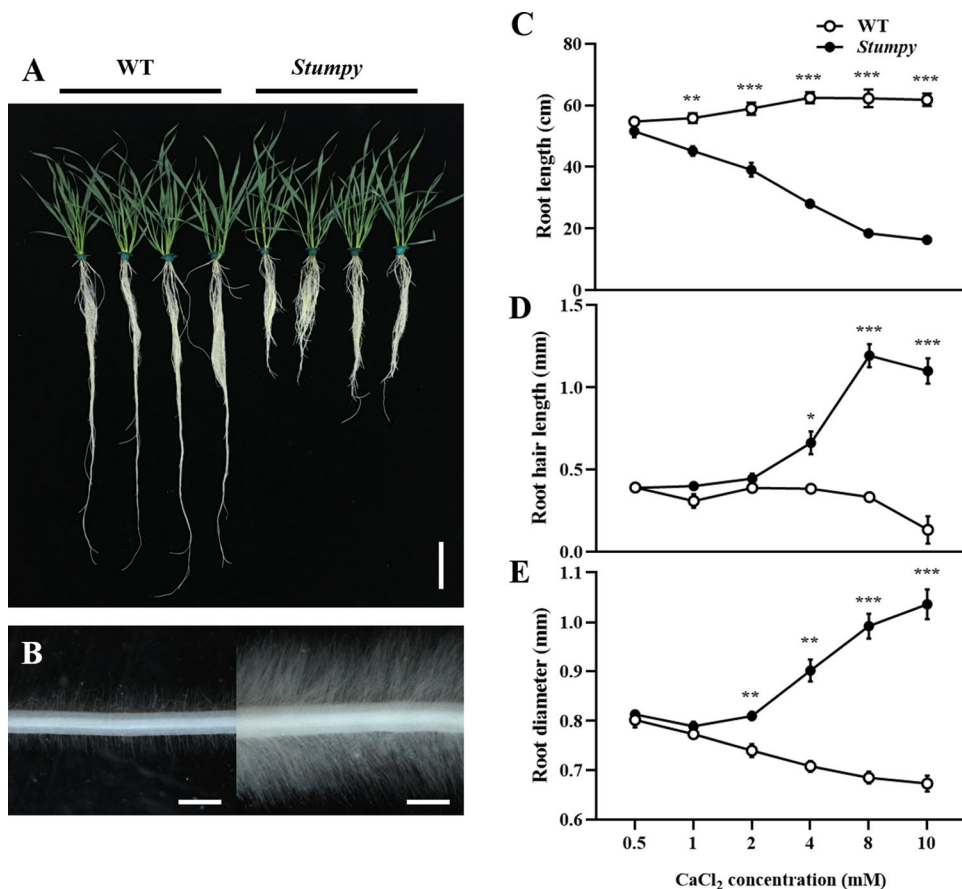 A
WT
Stumpy
B
C
WT
Stumpy
Root length (cm)
80
60
40
20
0
**
***
***
***
***
D
Root hair length (mm)
1.5
1.0
0.5
0.0
*
***
***
E
Root diameter (mm)
1.1
1.0
0.9
0.8
0.7
0.6
**
**
***
***
0.5 1 2 4 8 10
CaCl₂ concentration (mM)